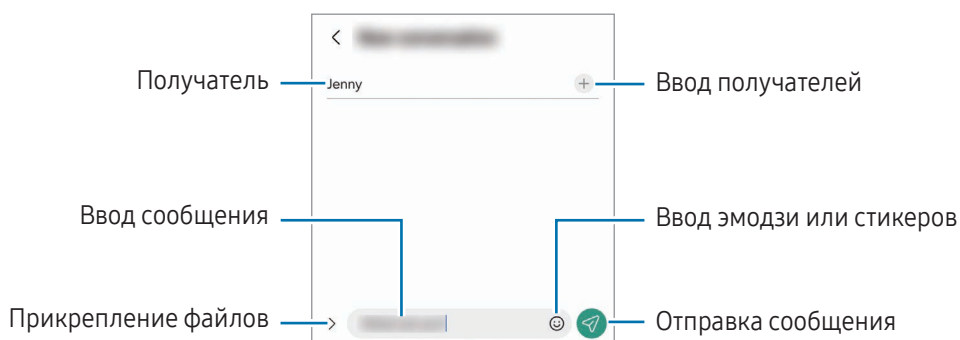 Получатель
Jenny
Ввод получателей
Ввод сообщения
Ввод эмодзи или стикеров
Прикрепление файлов
Отправка сообщения